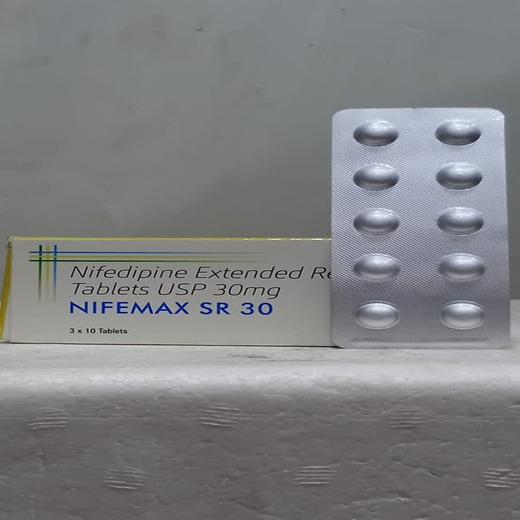 Nifedipine Extended Re
Tablets USP 30mg
NIFEMAX SR 30
3 x 10 Tablets